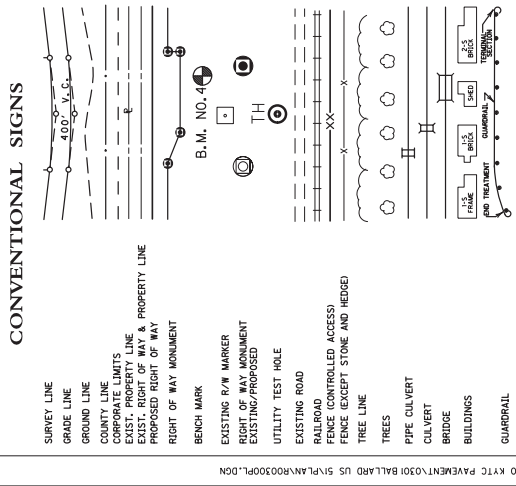 CONVENTIONAL SIGNS
SURVEY LINE
GRADE LINE
400' V.C.
GROUND LINE
COUNTY LINE
CORPORATE LIMITS
EXIST. PROPERTY LINE
EXIST. RIGHT OF WAY & PROPERTY LINE
PROPOSED RIGHT OF WAY
RIGHT OF WAY MONUMENT
BENCH MARK
B.M. NO.4
EXISTING R/W MARKER
RIGHT OF WAY MONUMENT
EXISTING/PROPOSED
UTILITY TEST HOLE
TH
EXISTING ROAD
RAILROAD
FENCE (CONTROLLED ACCESS)
XX
FENCE (EXCEPT STONE AND HEDGE)
X X
TREE LINE
TREES
PIPE CULVERT
CULVERT
BRIDGE
BUILDINGS
1-S
FRAME
1-S
BRICK
SHED
2-S
BRICK
GUARDRAIL
END TREATMENT
GUARDRAIL
TERMINAL
SECTION
O KYTC PAVEMENT\0301 BALLARD US 51\PLAN\R00300PL.DGN